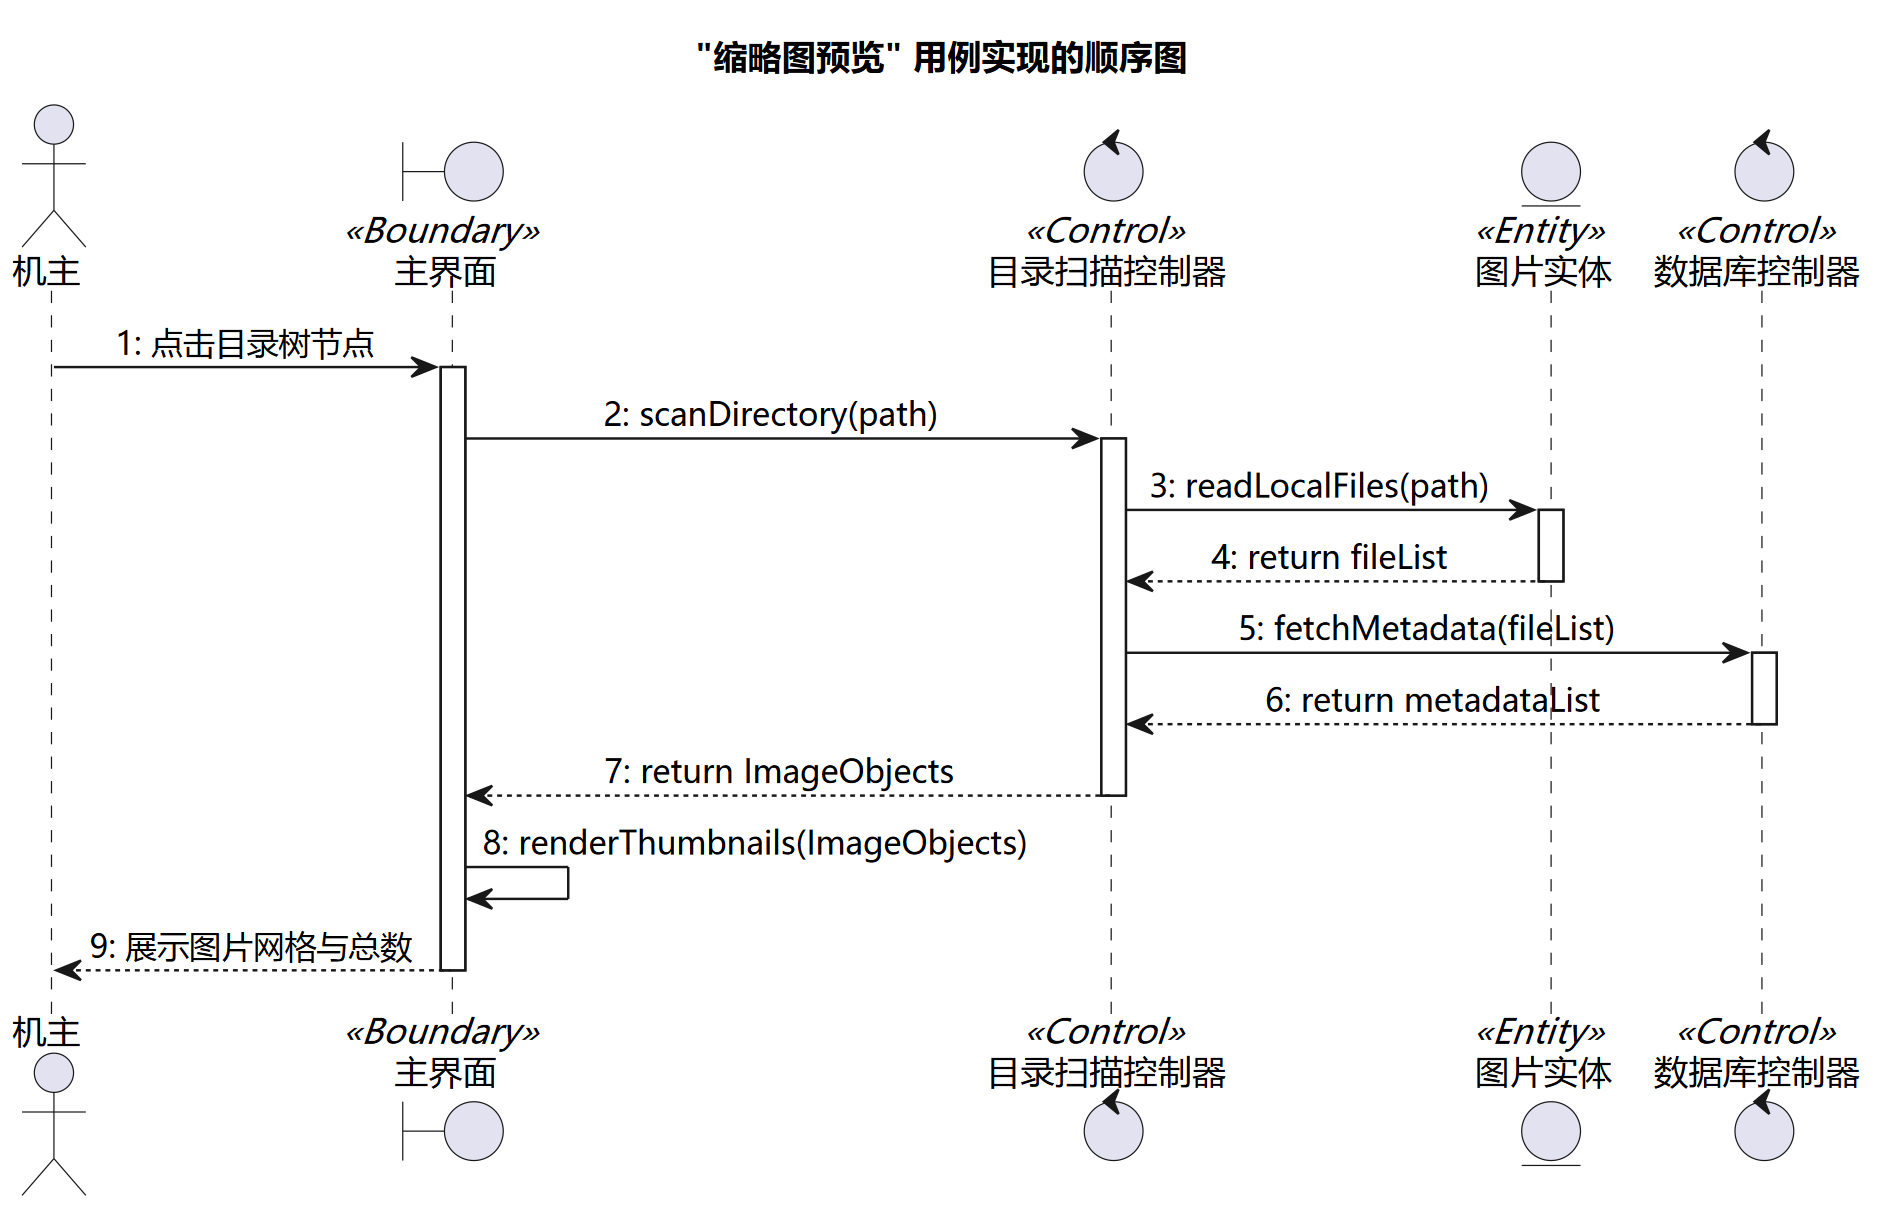 "缩略图预览" 用例实现的顺序图
机主
«Boundary»
主界面
«Control»
目录扫描控制器
«Entity»
图片实体
«Control»
数据库控制器
1: 点击目录树节点
2: scanDirectory(path)
3: readLocalFiles(path)
4: return fileList
5: fetchMetadata(fileList)
6: return metadataList
7: return ImageObjects
8: renderThumbnails(ImageObjects)
9: 展示图片网格与总数
机主
«Boundary»
主界面
«Control»
目录扫描控制器
«Entity»
图片实体
«Control»
数据库控制器